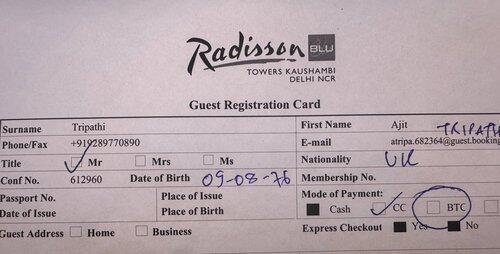 Radisson BLU
TOWERS KAUSHAMBI
DELHI NCR
Guest Registration Card
Surname Tripathi First Name Ajit TRIPATHI
Phone/Fax +919289770890 E-mail atripa.682364@guest.booking
Title Mr Mrs Ms Nationality UK
Conf No. 612960 Date of Birth 09-08-76 Membership No.
Passport No. Place of Issue Mode of Payment:
Date of Issue Place of Birth Cash CC BTC
Guest Address Home Business Express Checkout Yes No